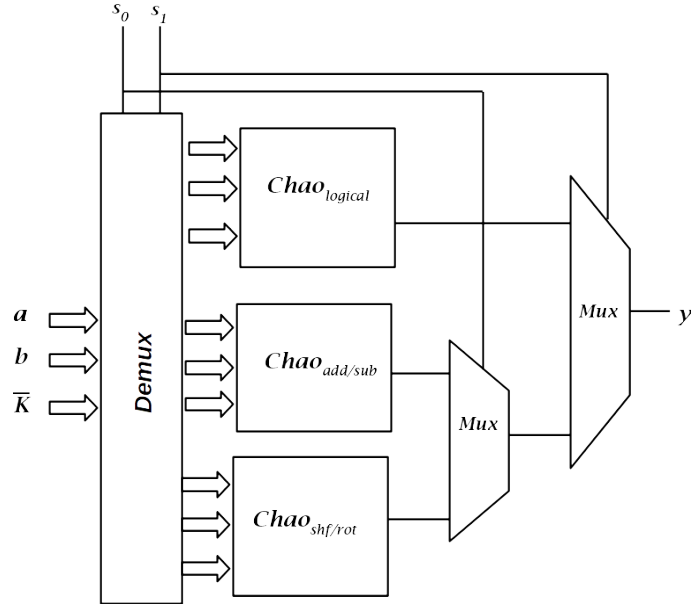 s0 s1
Chaological
a
b
K̅
Demux
Chaoadd/sub
Mux
Mux
y
Chaoshf/rot